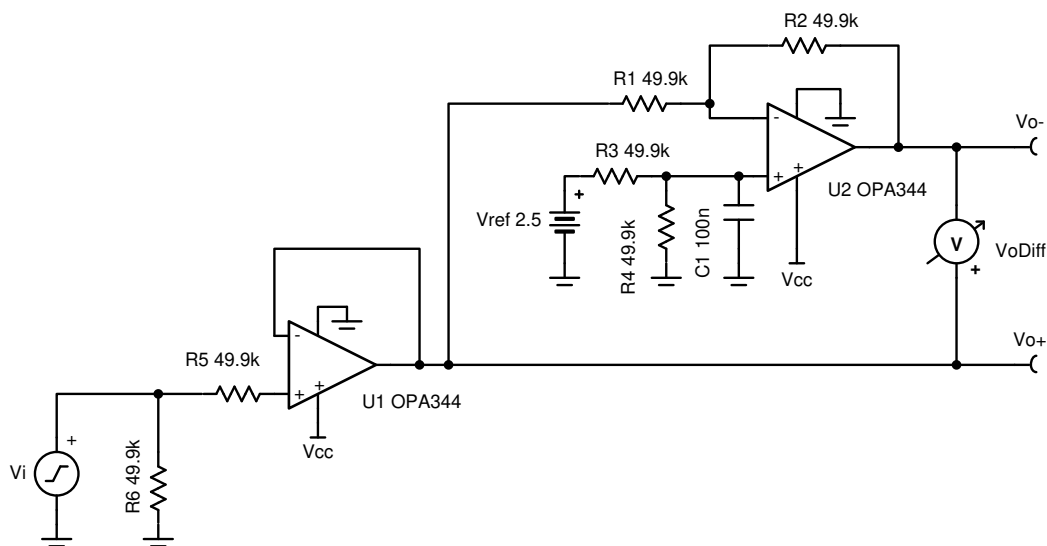 R2 49.9k
R1 49.9k
Vo-
-
R3 49.9k
+
+
+
U2 OPA344
Vref 2.5
R4 49.9k
C1 100n
V
VoDiff
+
Vcc
-
Vo+
R5 49.9k
+
+
U1 OPA344
Vcc
+
Vi
R6 49.9k